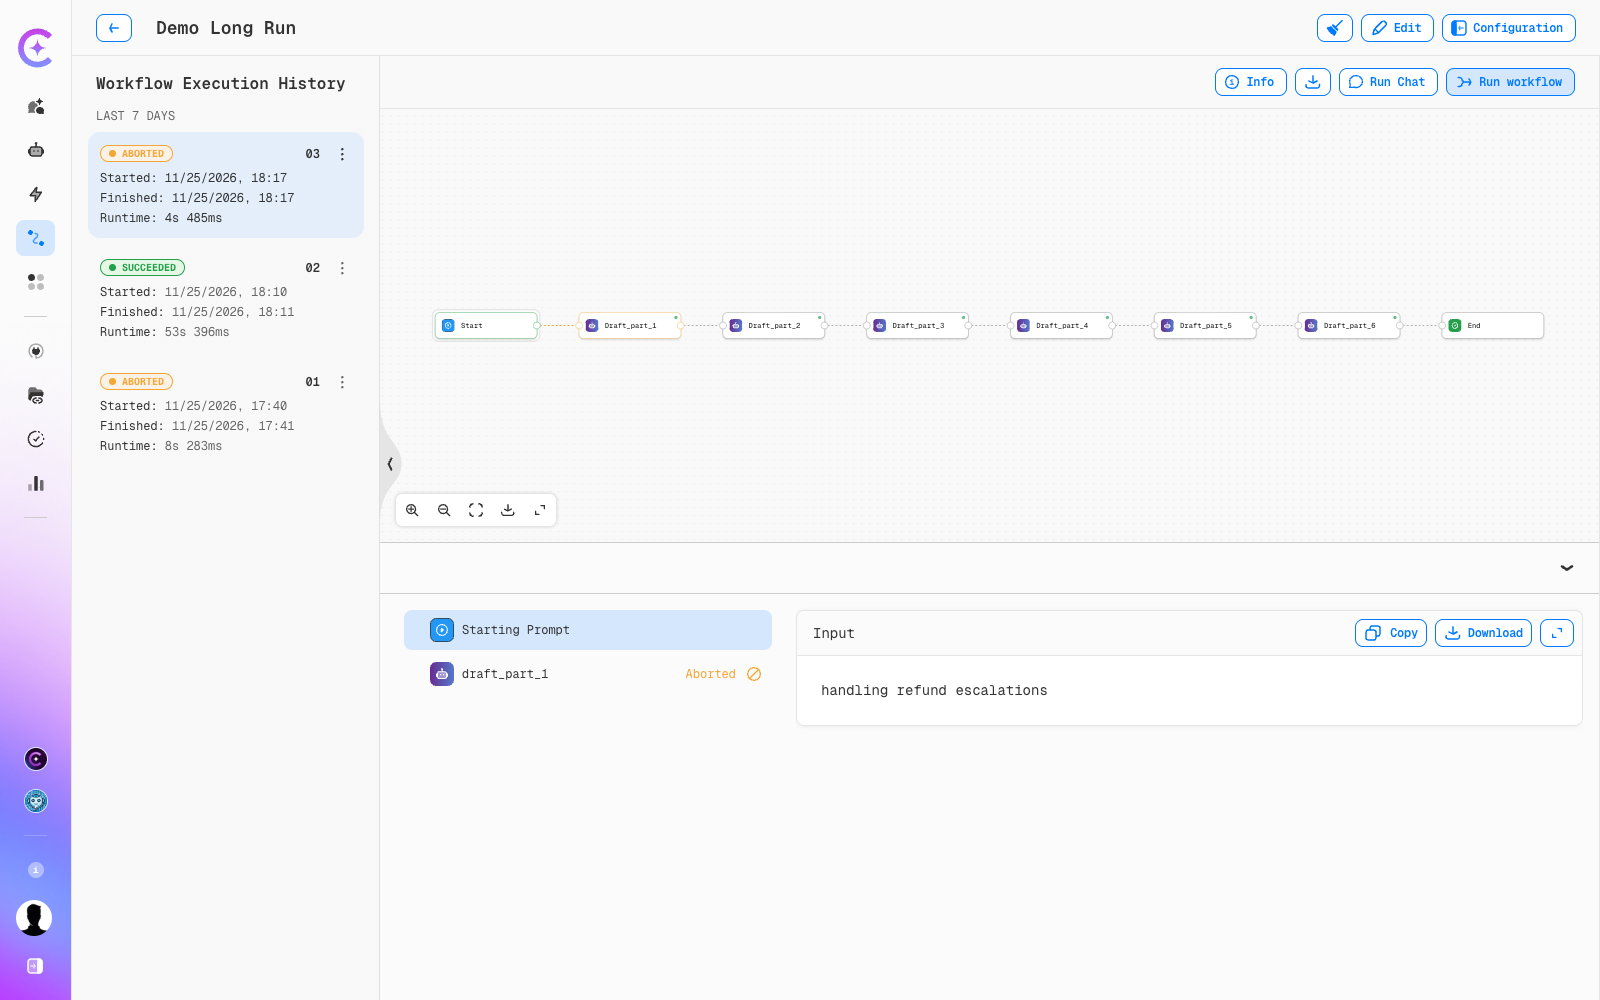 Demo Long Run
Edit
Configuration
Workflow Execution History
LAST 7 DAYS
ABORTED
03
Started: 11/25/2026, 18:17
Finished: 11/25/2026, 18:17
Runtime: 4s 485ms
SUCCEEDED
02
Started: 11/25/2026, 18:10
Finished: 11/25/2026, 18:11
Runtime: 53s 396ms
ABORTED
01
Started: 11/25/2026, 17:40
Finished: 11/25/2026, 17:41
Runtime: 8s 283ms
Info
Run Chat
Run workflow
Start
Draft_part_1
Draft_part_2
Draft_part_3
Draft_part_4
Draft_part_5
Draft_part_6
End
Starting Prompt
draft_part_1
Aborted
Input
Copy
Download
handling refund escalations